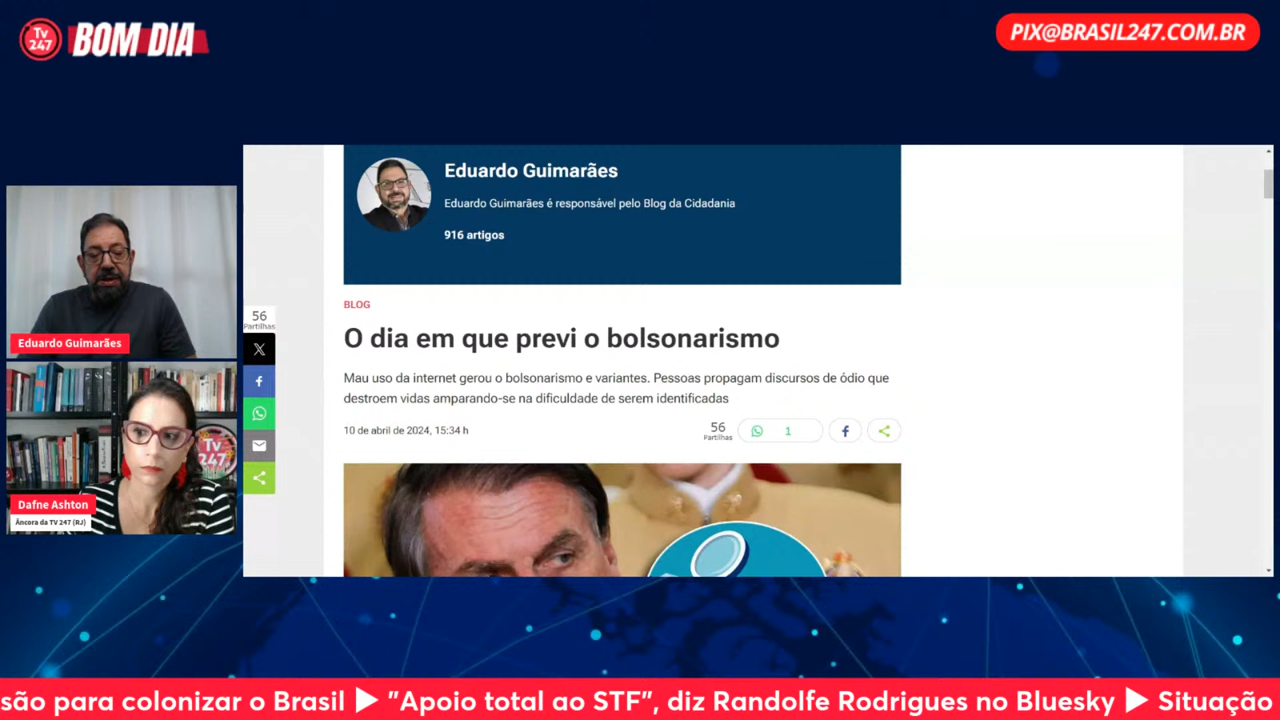 Tv
247
BOM DIA
PIX@BRASIL247.COM.BR
Eduardo Guimarães
Eduardo Guimarães é responsável pelo Blog da Cidadania
916 artigos
BLOG
56
Partilhas
O dia em que previ o bolsonarismo
Mau uso da internet gerou o bolsonarismo e variantes. Pessoas propagam discursos de ódio que
destroem vidas amparando-se na dificuldade de serem identificadas
10 de abril de 2024, 15:34 h
56
Partilhas
1
Eduardo Guimarães
Tv
247
Dafne Ashton
Âncora da TV 247 (RJ)
são para colonizar o Brasil ▶ "Apoio total ao STF", diz Randolfe Rodrigues no Bluesky ▶ Situação